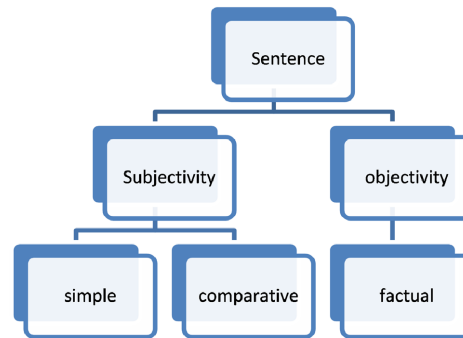 Sentence
Subjectivity
objectivity
simple
comparative
factual